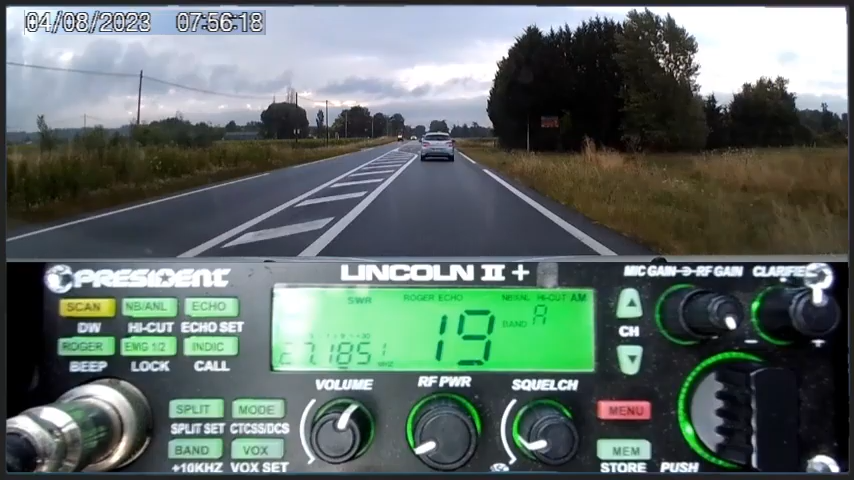 04/08/2023 07:56:18
PRESIDENT LINCOLN II +
MIC GAIN RF GAIN CLARIFIER
SCAN NB/ANL ECHO
DW HI-CUT ECHO SET
ROGER EMG 1/2 INDIC
BEEP LOCK CALL
SWR ROGER ECHO NB/ANL HI-CUT AM
BAND A
19
27.1851
MHz
CH
VOLUME RF PWR SQUELCH
SPLIT MODE
SPLIT SET CTCSS/DCS
BAND VOX
+10KHZ VOX SET
MENU
MEM
STORE PUSH
- +